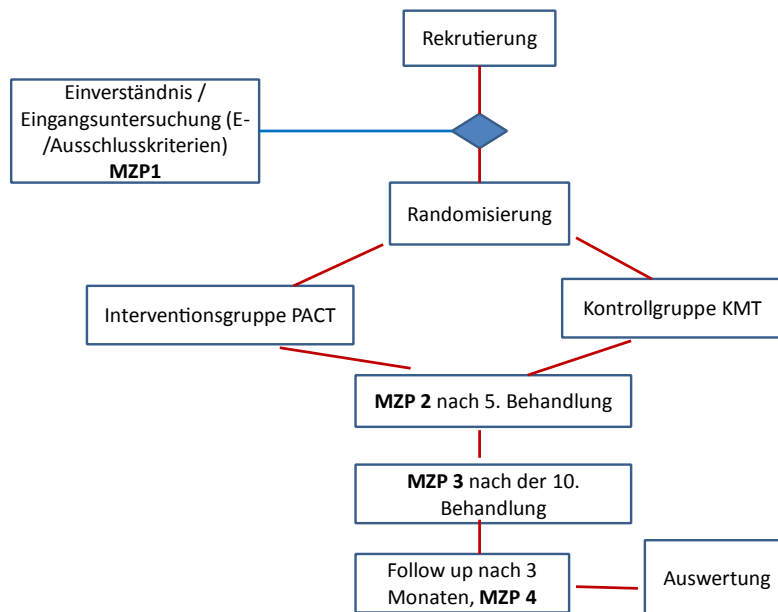 Rekrutierung
Einverständnis /
Eingangsuntersuchung (E-
/Ausschlusskriterien)
MZP1
Randomisierung
Interventionsgruppe PACT
Kontrollgruppe KMT
MZP 2 nach 5. Behandlung
MZP 3 nach der 10.
Behandlung
Follow up nach 3
Monaten, MZP 4
Auswertung